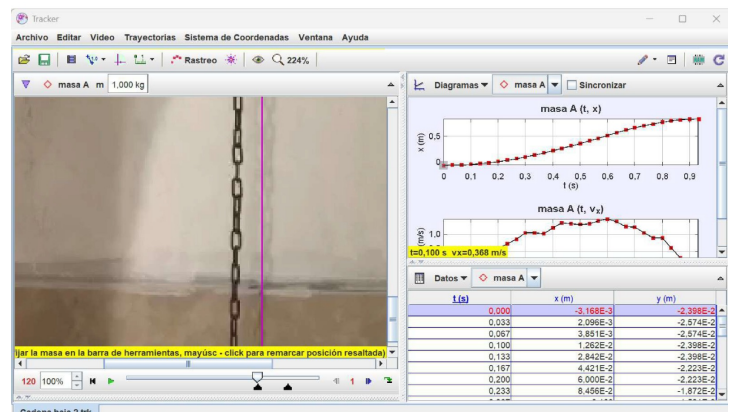 Tracker
Archivo Editar Video Trayectorias Sistema de Coordenadas Ventana Ayuda
Rastreo 224%
masa A m 1,000 kg
Diagramas masa A Sincronizar
masa A (t, x)
x (m)
0,5
0
0 0,1 0,2 0,3 0,4 0,5 0,6 0,7 0,8 0,9
t (s)
masa A (t, vx)
(m/s)
1,0
t=0,100 s vx=0,368 m/s
Datos masa A
t (s) x (m) y (m)
0,000 -3,168E-3 -2,398E-2
0,033 2,096E-3 -2,574E-2
0,067 3,851E-3 -2,574E-2
0,100 1,262E-2 -2,398E-2
0,133 2,842E-2 -2,398E-2
0,167 4,421E-2 -2,223E-2
0,200 6,000E-2 -2,223E-2
0,233 8,456E-2 -1,872E-2
ijar la masa en la barra de herramientas, mayúsc - click para remarcar posición resaltada)
120 100% 1